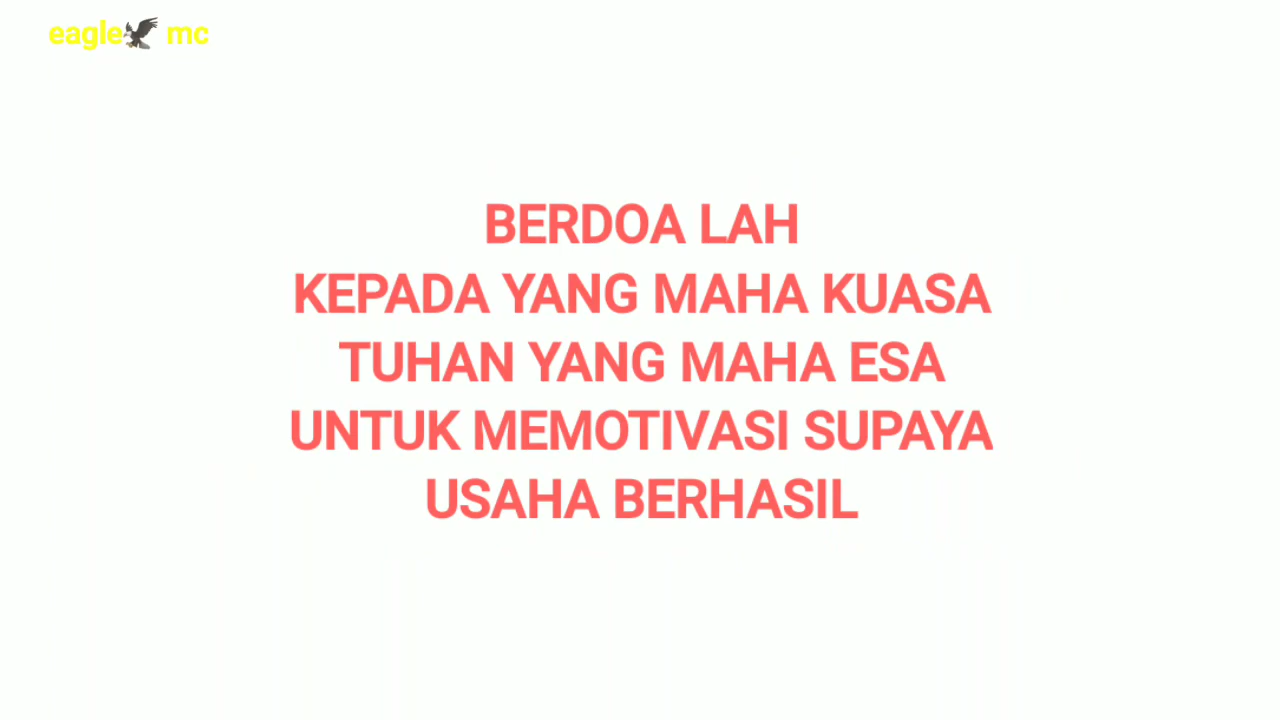 eagle🦅 mc
BERDOA LAH
KEPADA YANG MAHA KUASA
TUHAN YANG MAHA ESA
UNTUK MEMOTIVASI SUPAYA
USAHA BERHASIL